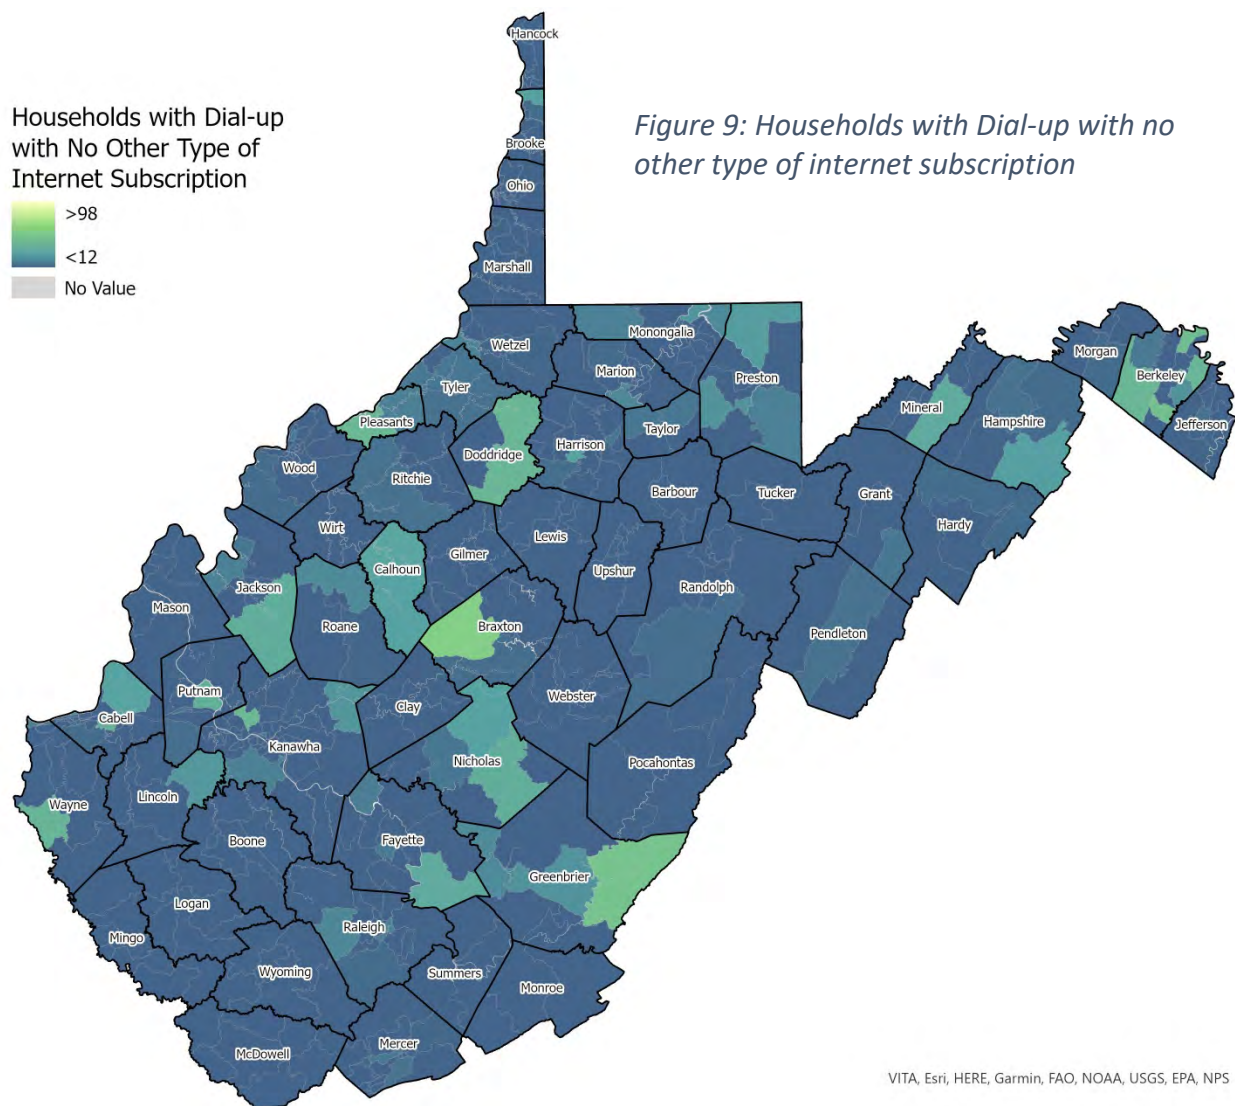 Hancock
Households with Dial-up
with No Other Type of
Internet Subscription
>98
<12
No Value
Figure 9: Households with Dial-up with no
other type of internet subscription
Brooke
Ohio
Marshall
Wetzel
Monongalia
Marion
Preston
Tyler
Pleasants
Doddridge
Harrison
Taylor
Mineral
Hampshire
Morgan
Berkeley
Jefferson
Wood
Ritchie
Barbour
Tucker
Grant
Hardy
Wirt
Gilmer
Lewis
Upshur
Calhoun
Randolph
Jackson
Mason
Roane
Braxton
Pendleton
Putnam
Clay
Webster
Cabell
Kanawha
Nicholas
Pocahontas
Wayne
Lincoln
Boone
Fayette
Greenbrier
Logan
Raleigh
Mingo
Wyoming
Summers
Monroe
McDowell
Mercer
VITA, Esri, HERE, Garmin, FAO, NOAA, USGS, EPA, NPS